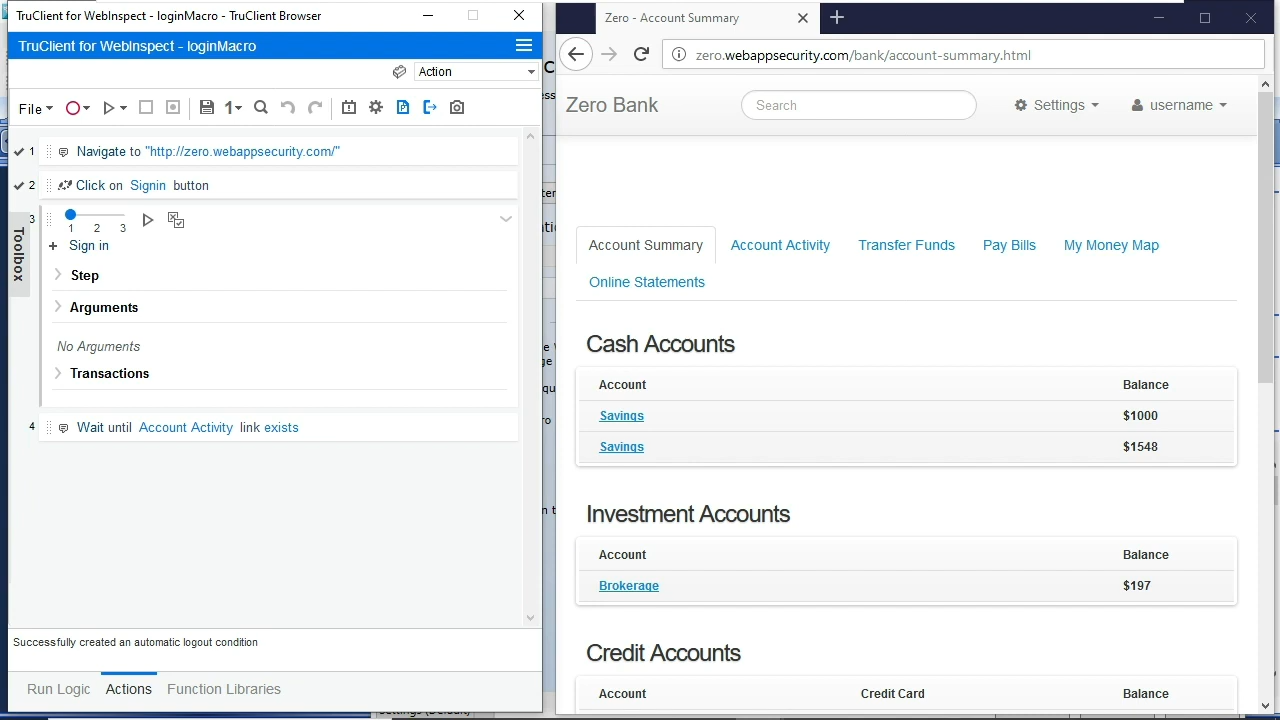 TruClient for WebInspect - loginMacro - TruClient Browser
TruClient for WebInspect - loginMacro
Action
File
1
1 Navigate to "http://zero.webappsecurity.com/"
2 Click on Signin button
3
1 2 3
Sign in
Step
Arguments
No Arguments
Transactions
4 Wait until Account Activity link exists
Toolbox
Successfully created an automatic logout condition
Run Logic Actions Function Libraries
Zero - Account Summary
zero.webappsecurity.com/bank/account-summary.html
Zero Bank Search Settings username
Account Summary Account Activity Transfer Funds Pay Bills My Money Map
Online Statements
Cash Accounts
Account Balance
Savings $1000
Savings $1548
Investment Accounts
Account Balance
Brokerage $197
Credit Accounts
Account Credit Card Balance